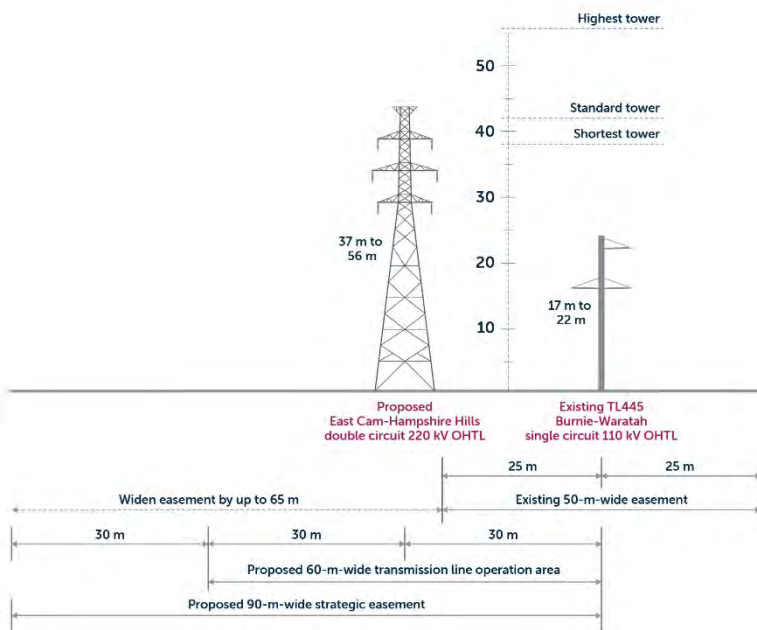 Highest tower
50
Standard tower
40
Shortest tower
30
37 m to
56 m
20
17 m to
22 m
10
Proposed
East Cam-Hampshire Hills
double circuit 220 kV OHTL
Existing TL445
Burnie-Waratah
single circuit 110 kV OHTL
25 m
25 m
Widen easement by up to 65 m
Existing 50-m-wide easement
30 m
30 m
30 m
Proposed 60-m-wide transmission line operation area
Proposed 90-m-wide strategic easement